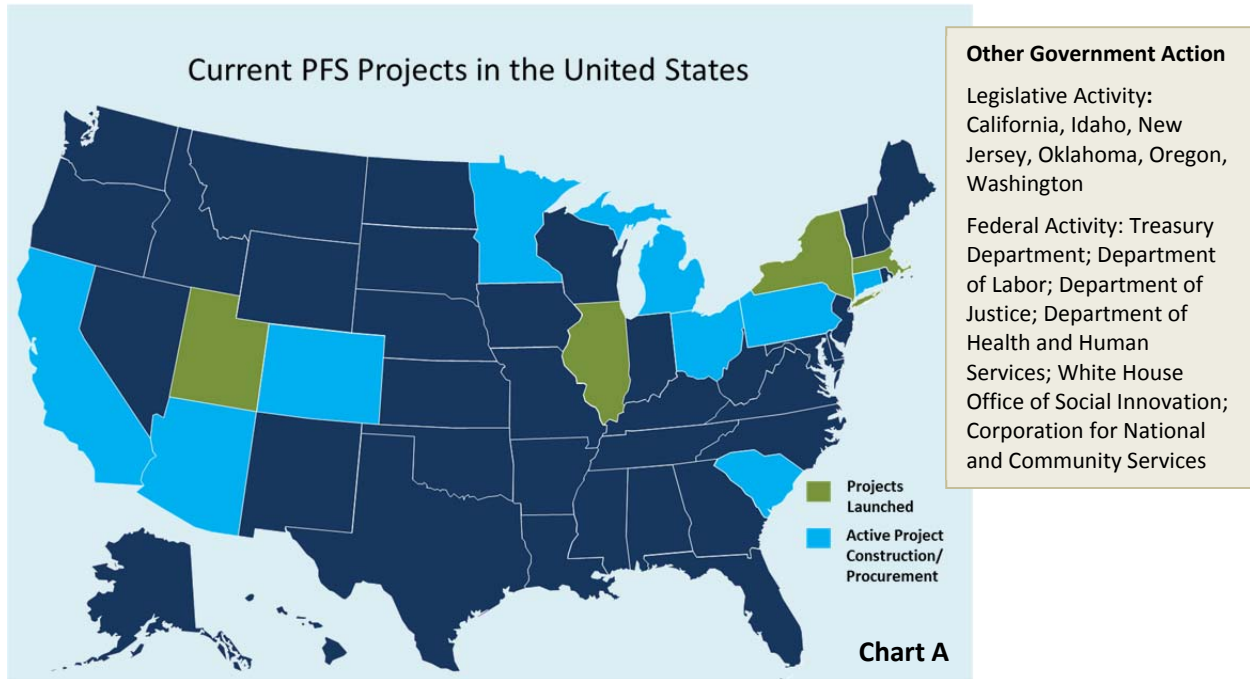 Current PFS Projects in the United States
Projects
Launched
Active Project
Construction/
Procurement
Chart A
Other Government Action
Legislative Activity:
California, Idaho, New
Jersey, Oklahoma, Oregon,
Washington
Federal Activity: Treasury
Department; Department
of Labor; Department of
Justice; Department of
Health and Human
Services; White House
Office of Social Innovation;
Corporation for National
and Community Services